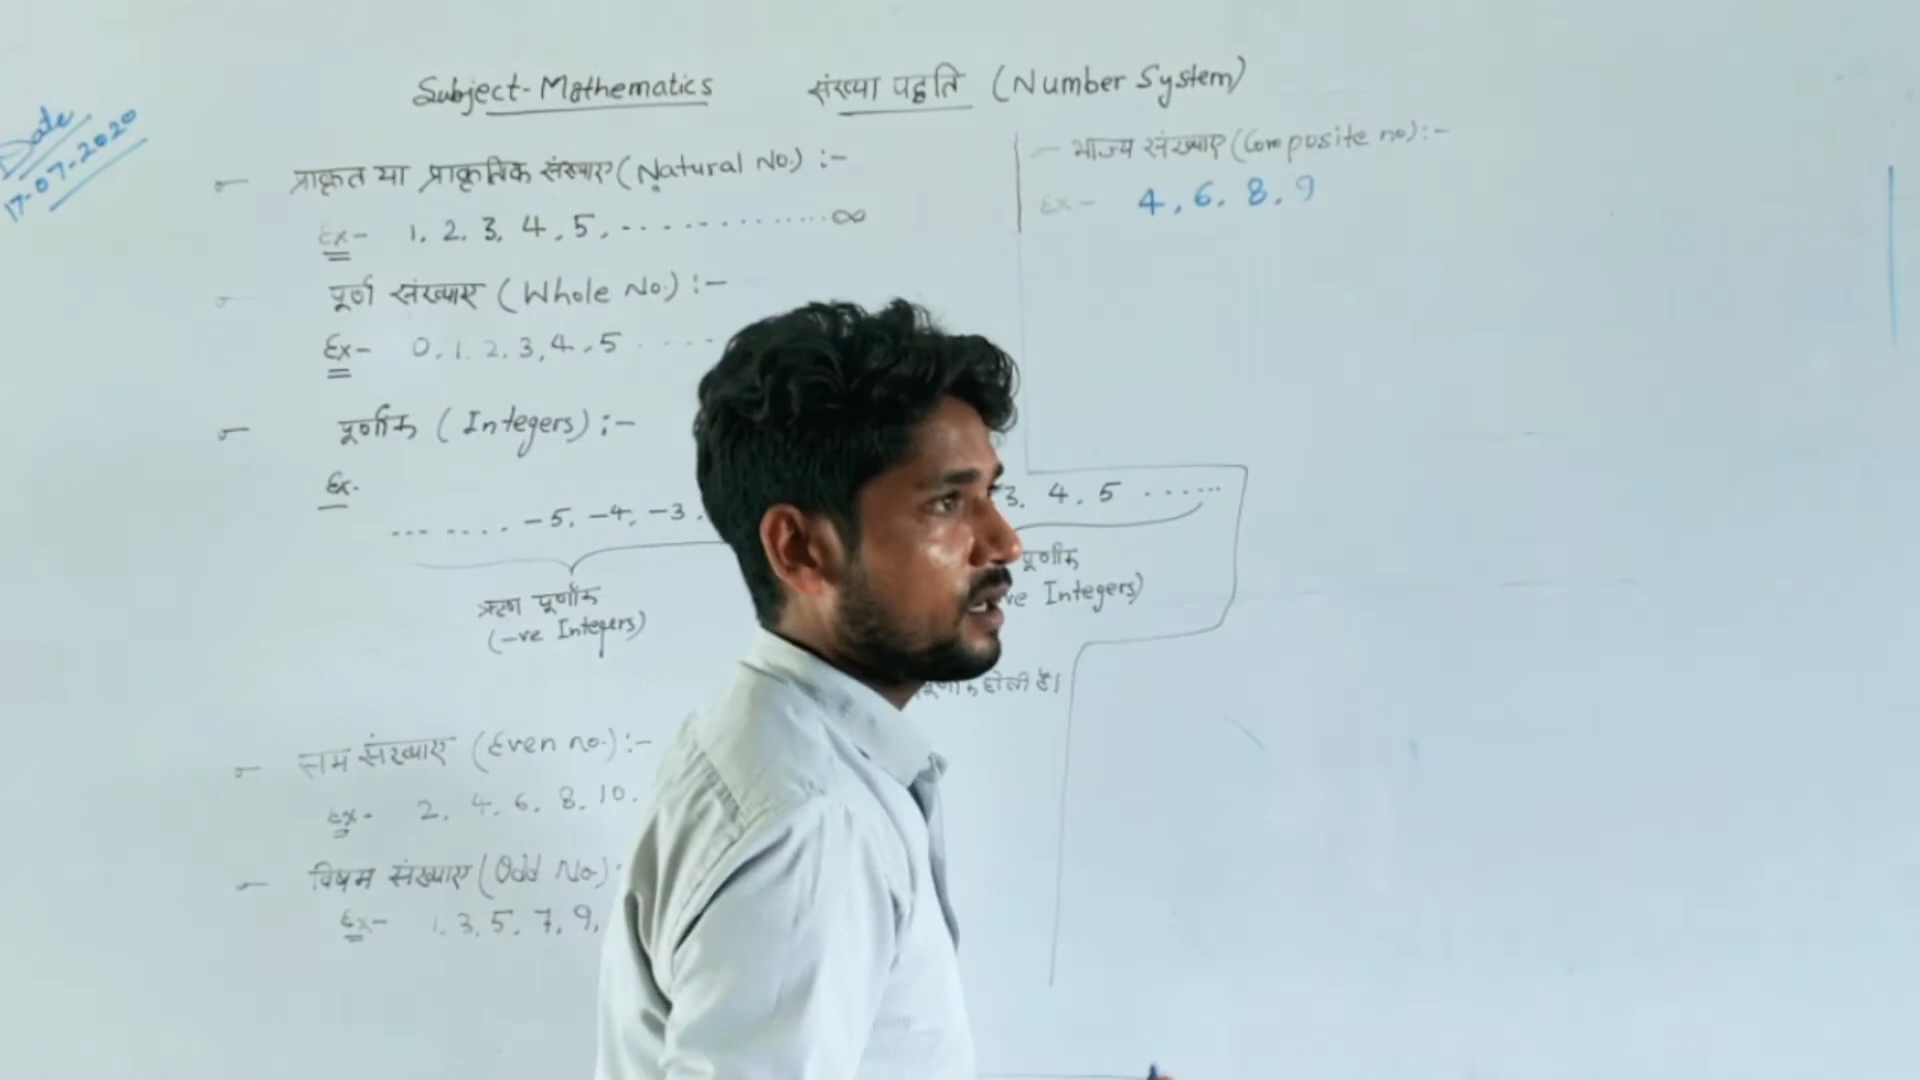 Date
17-07-2020
Subject-Mathematics संख्या पद्धति (Number System)
प्राकृत या प्राकृतिक संख्याए (Natural No.) :-
Ex- 1, 2, 3, 4, 5, ............ ∞
पूर्ण संख्याए (Whole No.) :-
Ex- 0, 1, 2, 3, 4, 5 ....
पूर्णांक (Integers) :-
Ex.
....... -5, -4, -3, 3, 4, 5 ......
ऋण पूर्णांक पूर्णांक
(-ve Integers) ve Integers)
होती है।
सम संख्याए (Even no.) :-
Ex- 2, 4, 6, 8, 10,
विषम संख्याए (Odd No.) :
Ex- 1, 3, 5, 7, 9,
भाज्य संख्याए (Composite no) :-
Ex- 4, 6, 8, 9